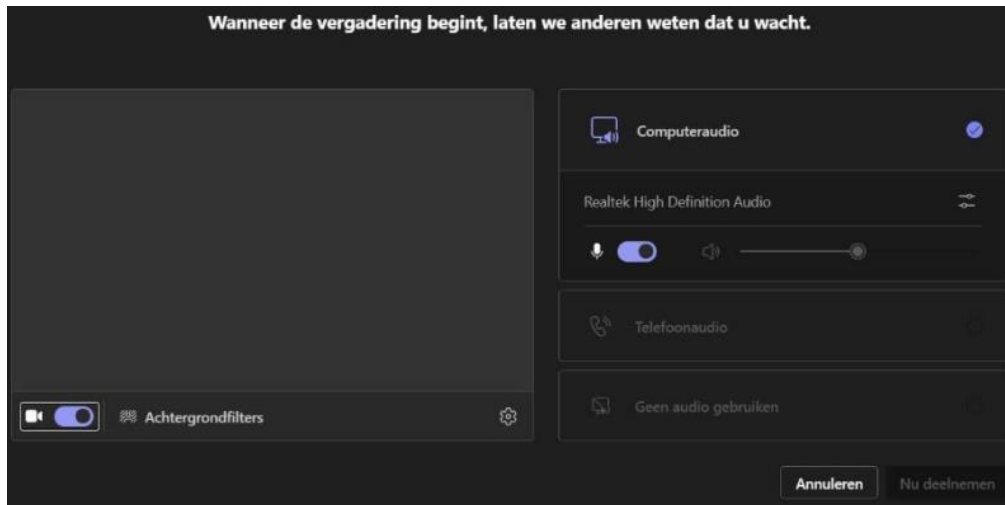 Wanneer de vergadering begint, laten we anderen weten dat u wacht.
Computeraudio
Realtek High Definition Audio
Telefoonaudio
Achtergrondfilters
Geen audio gebruiken
Annuleren
Nu deelnemen